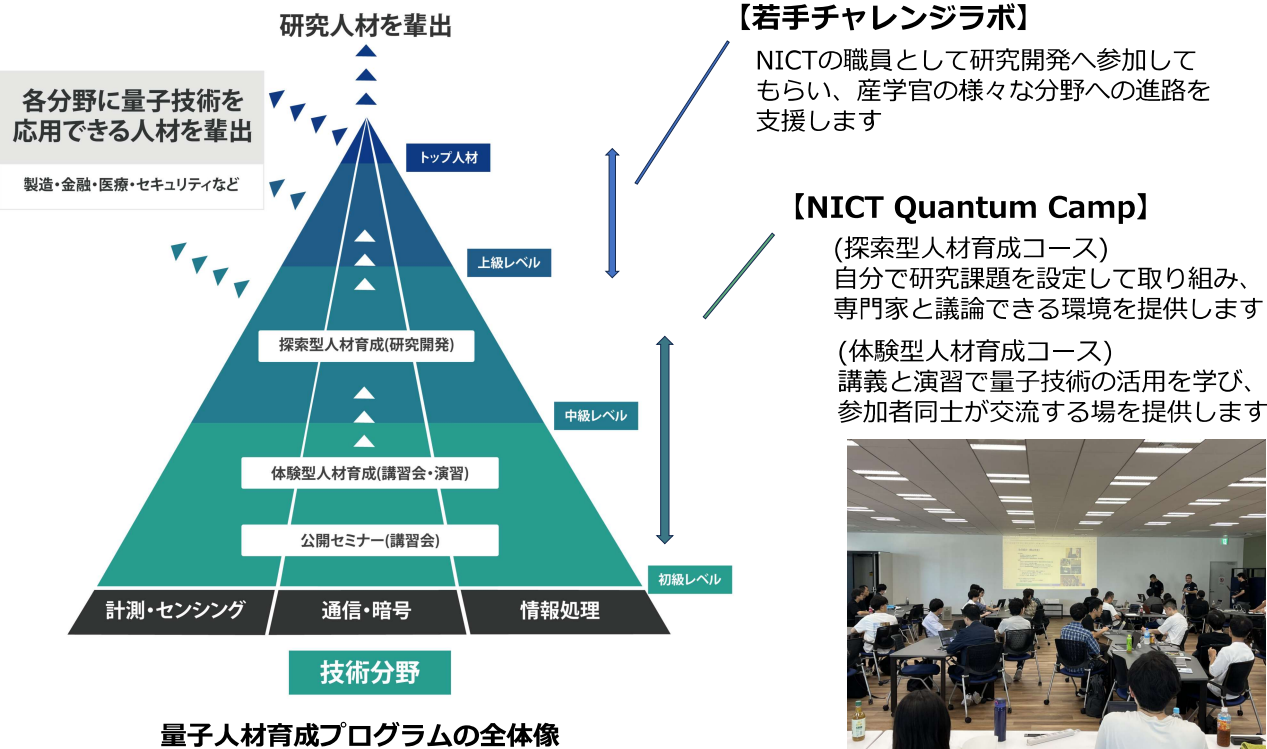 研究人材を輩出
各分野に量子技術を
応用できる人材を輩出
製造・金融・医療・セキュリティなど
トップ人材
上級レベル
探索型人材育成(研究開発)
中級レベル
体験型人材育成(講習会・演習)
公開セミナー(講習会)
初級レベル
計測・センシング
通信・暗号
情報処理
技術分野
量子人材育成プログラムの全体像
【若手チャレンジラボ】
NICTの職員として研究開発へ参加して
もらい、産学官の様々な分野への進路を
支援します
【NICT Quantum Camp】
(探索型人材育成コース)
自分で研究課題を設定して取り組み、
専門家と議論できる環境を提供します
(体験型人材育成コース)
講義と演習で量子技術の活用を学び、
参加者同士が交流する場を提供します